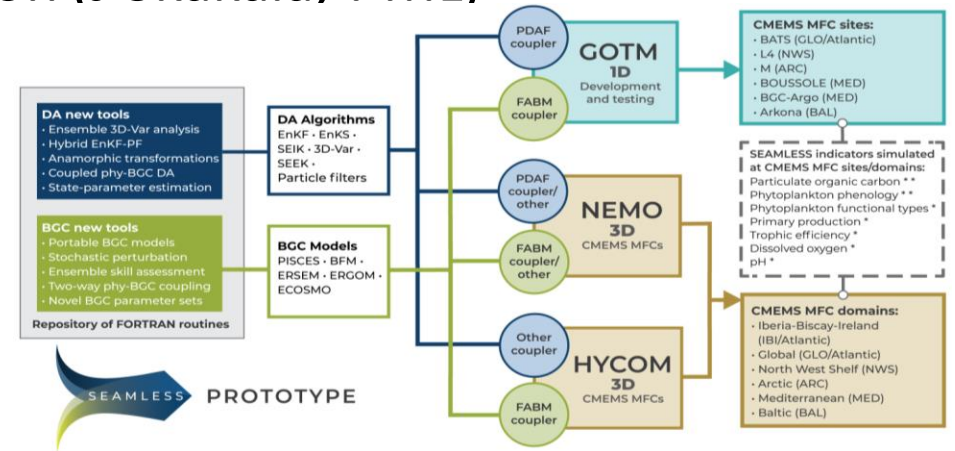 DA new tools
• Ensemble 3D-Var analysis
• Hybrid EnKF-PF
• Anamorphic transformations
• Coupled phy-BGC DA
• State-parameter estimation
BGC new tools
• Portable BGC models
• Stochastic perturbation
• Ensemble skill assessment
• Two-way phy-BGC coupling
• Novel BGC parameter sets
Repository of FORTRAN routines
DA Algorithms
EnKF • EnKS •
SEIK • 3D-Var •
SEEK •
Particle filters
BGC Models
PISCES • BFM •
ERSEM • ERGOM •
ECOSMO
PDAF
coupler
FABM
coupler
GOTM
1D
Development
and testing
PDAF
coupler/
other
FABM
coupler/
other
NEMO
3D
CMEMS MFCs
Other
coupler
FABM
coupler
HYCOM
3D
CMEMS MFCs
CMEMS MFC sites:
• BATS (GLO/Atlantic)
• L4 (NWS)
• M (ARC)
• BOUSSOLE (MED)
• BGC-Argo (MED)
• Arkona (BAL)
SEAMLESS indicators simulated
at CMEMS MFC sites/domains:
Particulate organic carbon * *
Phytoplankton phenology * *
Phytoplankton functional types *
Primary production *
Trophic efficiency *
Dissolved oxygen *
pH *
CMEMS MFC domains:
• Iberia-Biscay-Ireland
(IBI/Atlantic)
• Global (GLO/Atlantic)
• North West Shelf (NWS)
• Arctic (ARC)
• Mediterranean (MED)
• Baltic (BAL)
SEAMLESS PROTOTYPE